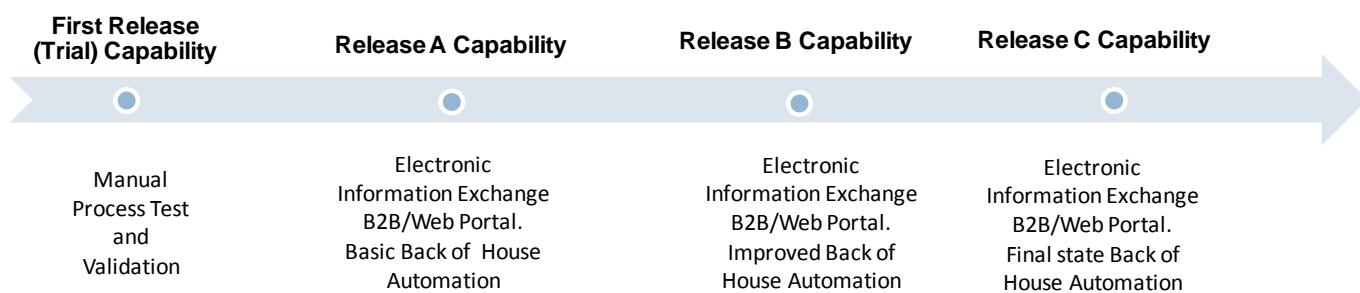 First Release
(Trial) Capability
Release A Capability
Release B Capability
Release C Capability
Manual
Process Test
and
Validation
Electronic
Information Exchange
B2B/Web Portal.
Basic Back of House
Automation
Electronic
Information Exchange
B2B/Web Portal.
Improved Back of
House Automation
Electronic
Information Exchange
B2B/Web Portal.
Final state Back of
House Automation